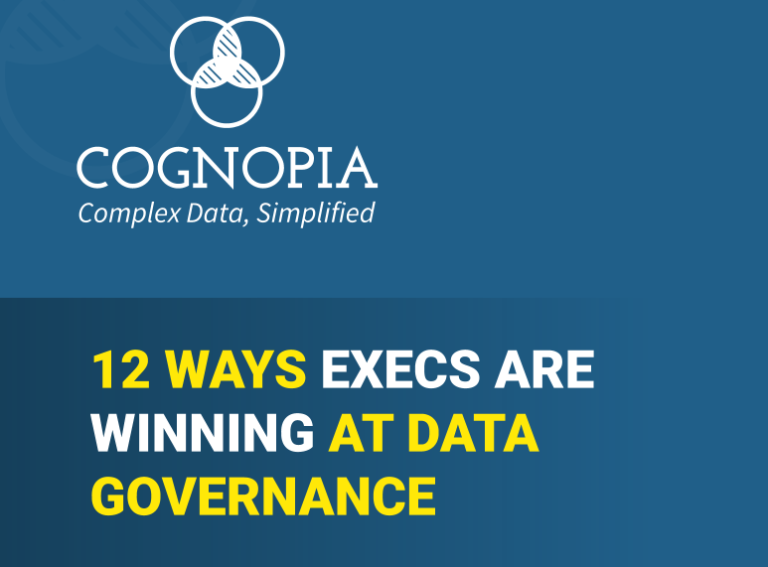 COGNOPIA
Complex Data, Simplified
12 WAYS EXECS ARE
WINNING AT DATA
GOVERNANCE